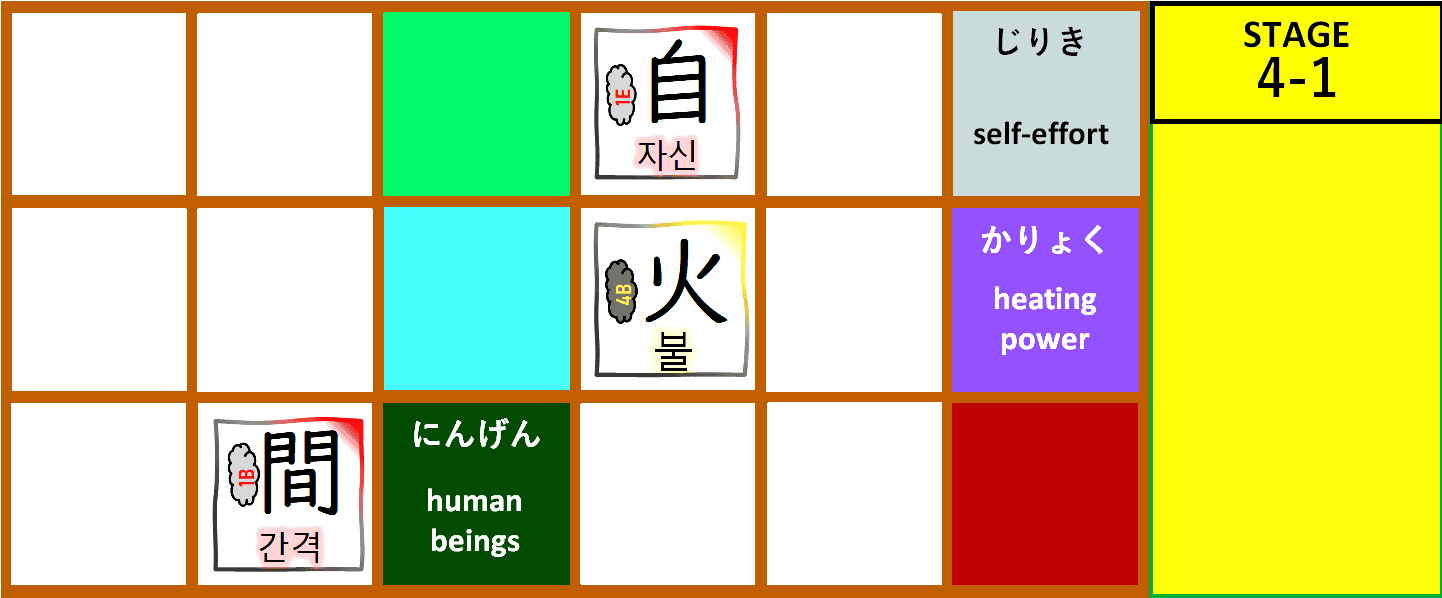 自
1E
자신
じりき
self-effort
STAGE
4-1
火
4B
불
かりょく
heating
power
間
1B
간격
にんげん
human
beings